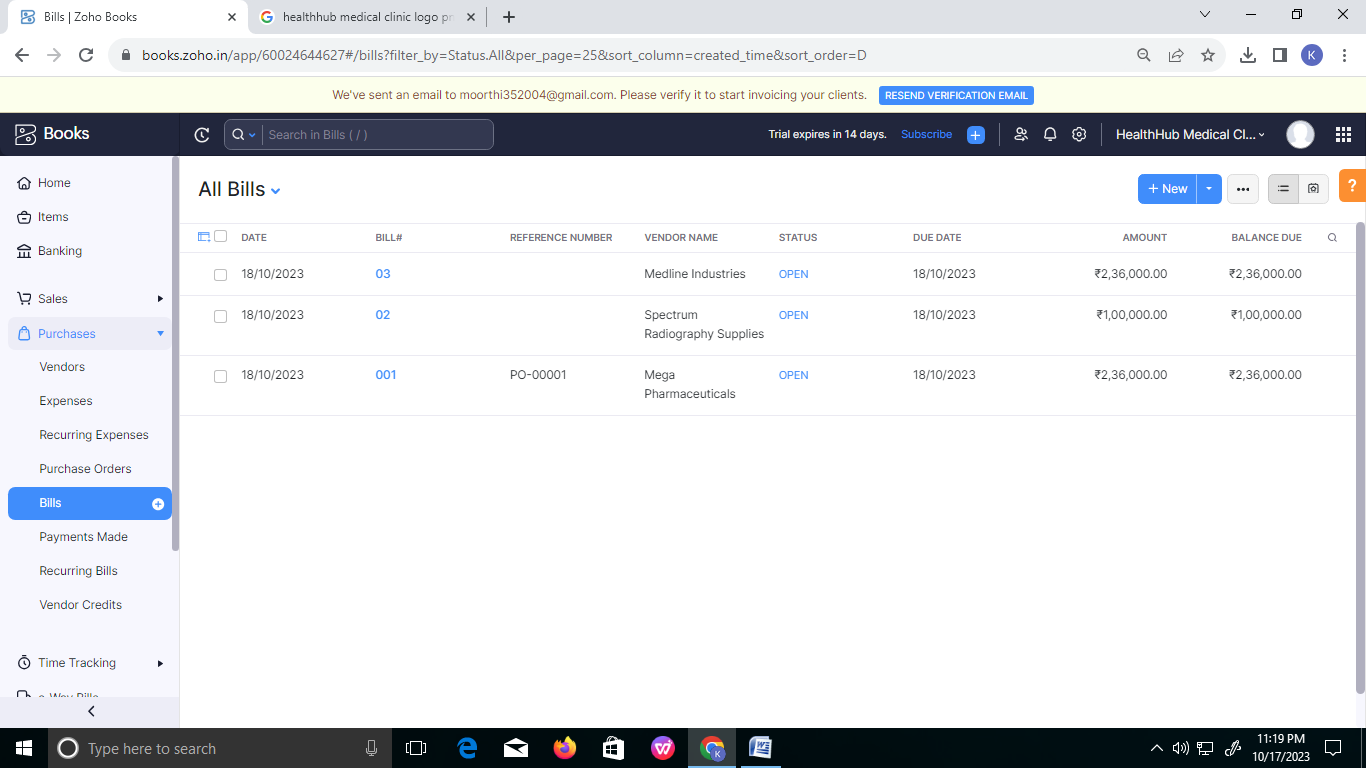 Bills | Zoho Books
healthhub medical clinic logo pr
books.zoho.in/app/60024644627#/bills?filter_by=Status.All&per_page=25&sort_column=created_time&sort_order=D
K
We've sent an email to moorthi352004@gmail.com. Please verify it to start invoicing your clients. RESEND VERIFICATION EMAIL
Books
Search in Bills ( / )
Trial expires in 14 days. Subscribe
HealthHub Medical Cl...
Home
Items
Banking
Sales
Purchases
Vendors
Expenses
Recurring Expenses
Purchase Orders
Bills
Payments Made
Recurring Bills
Vendor Credits
Time Tracking
e-Way Bills
All Bills
+ New
?
DATE BILL# REFERENCE NUMBER VENDOR NAME STATUS DUE DATE AMOUNT BALANCE DUE
18/10/2023 03 Medline Industries OPEN 18/10/2023 ₹2,36,000.00 ₹2,36,000.00
18/10/2023 02 Spectrum OPEN 18/10/2023 ₹1,00,000.00 ₹1,00,000.00
Radiography Supplies
18/10/2023 001 PO-00001 Mega OPEN 18/10/2023 ₹2,36,000.00 ₹2,36,000.00
Pharmaceuticals
Type here to search
11:19 PM
10/17/2023